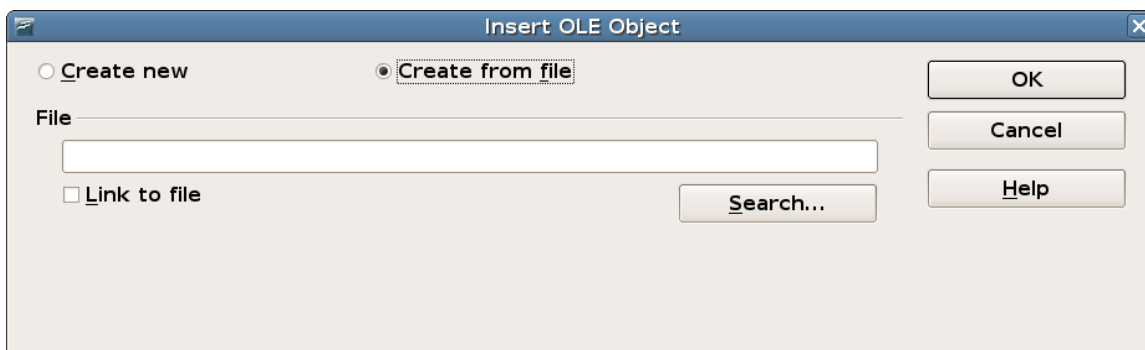 Insert OLE Object
Create new
Create from file
OK
File
Cancel
Link to file
Search...
Help